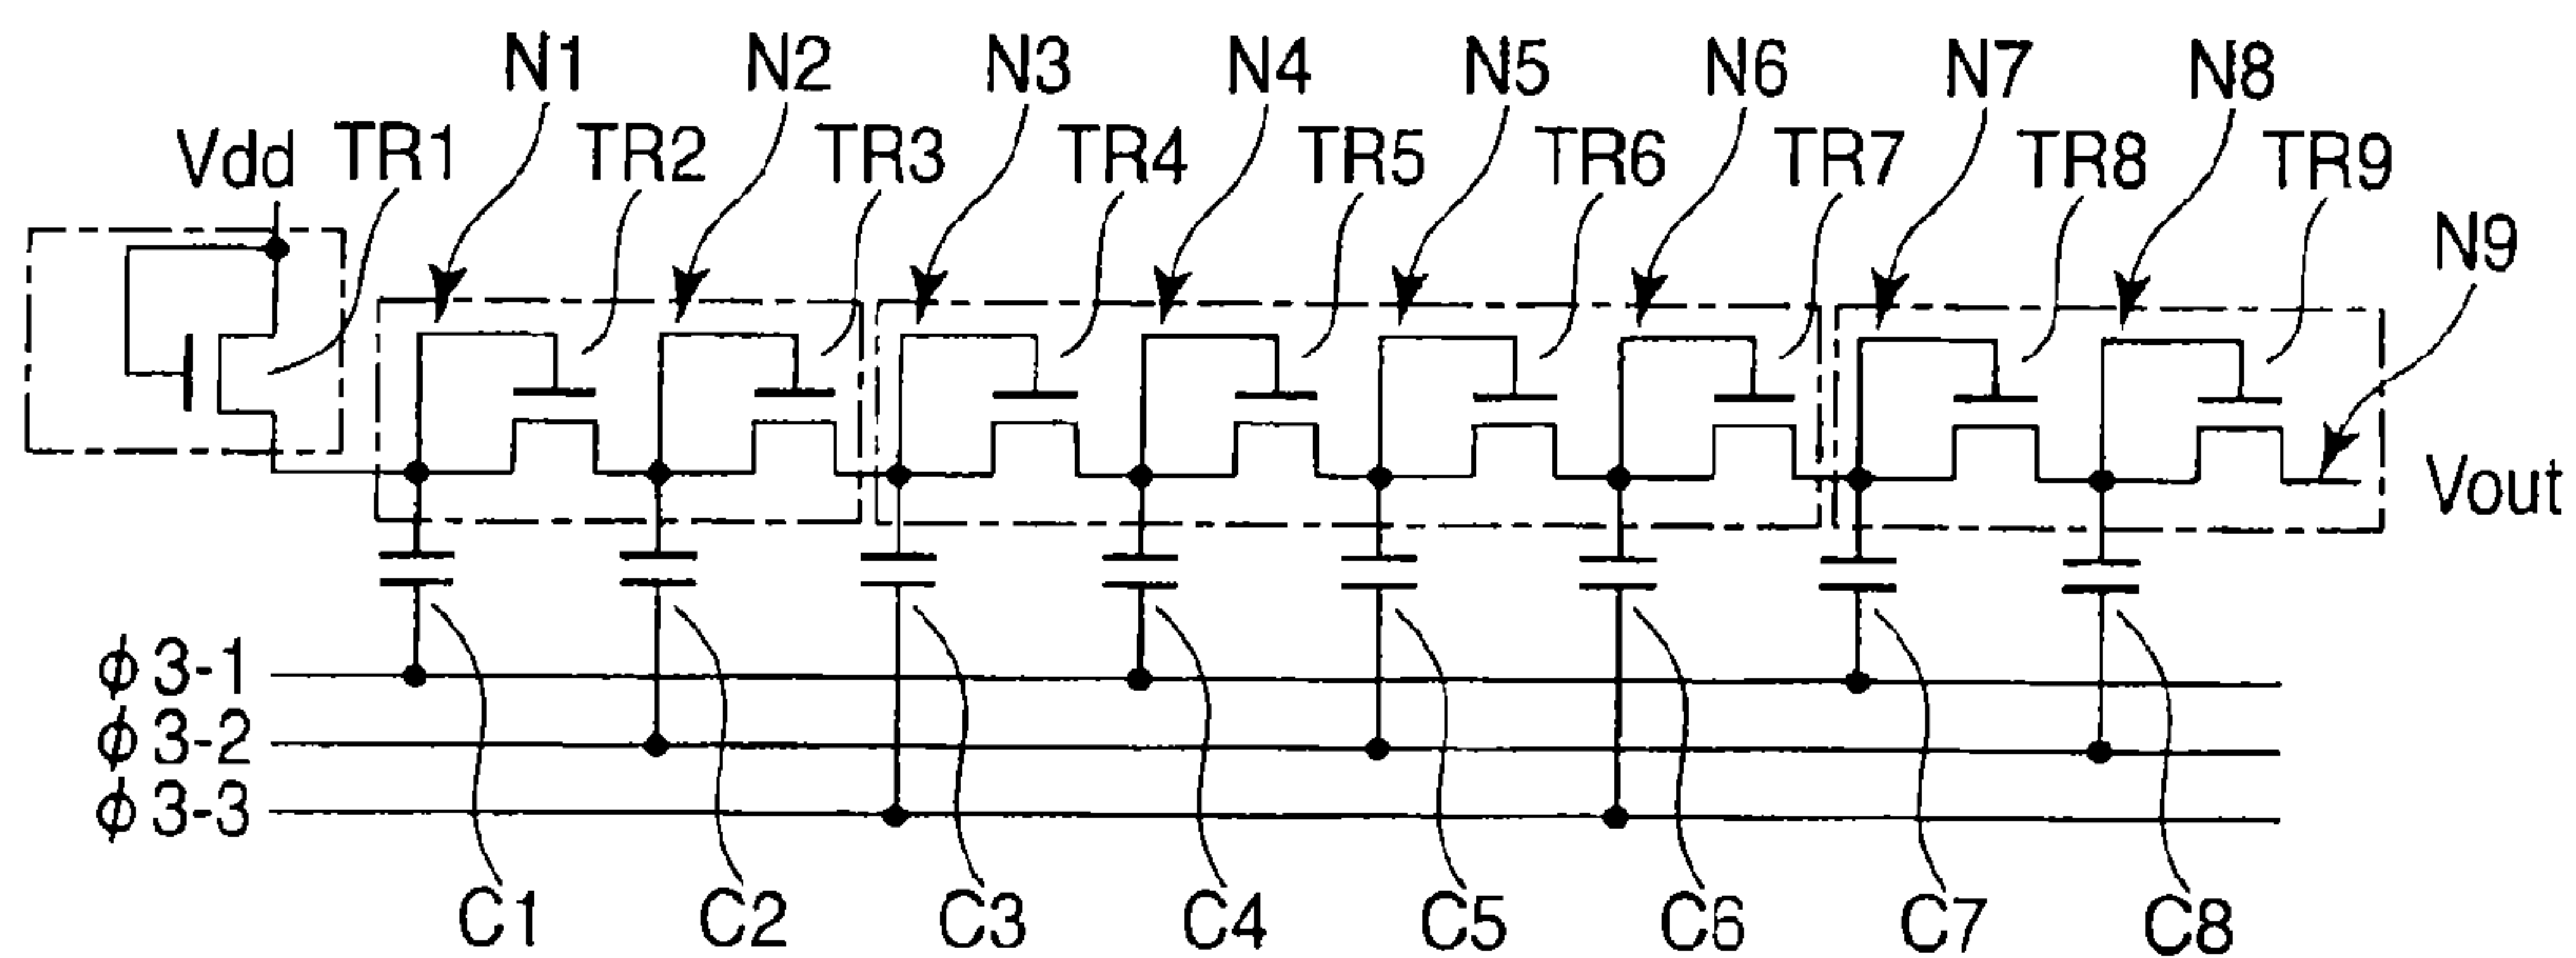 N1 N2 N3 N4 N5 N6 N7 N8
Vdd TR1 TR2 TR3 TR4 TR5 TR6 TR7 TR8 TR9
N9
Vout
ϕ3-1
ϕ3-2
ϕ3-3
C1 C2 C3 C4 C5 C6 C7 C8